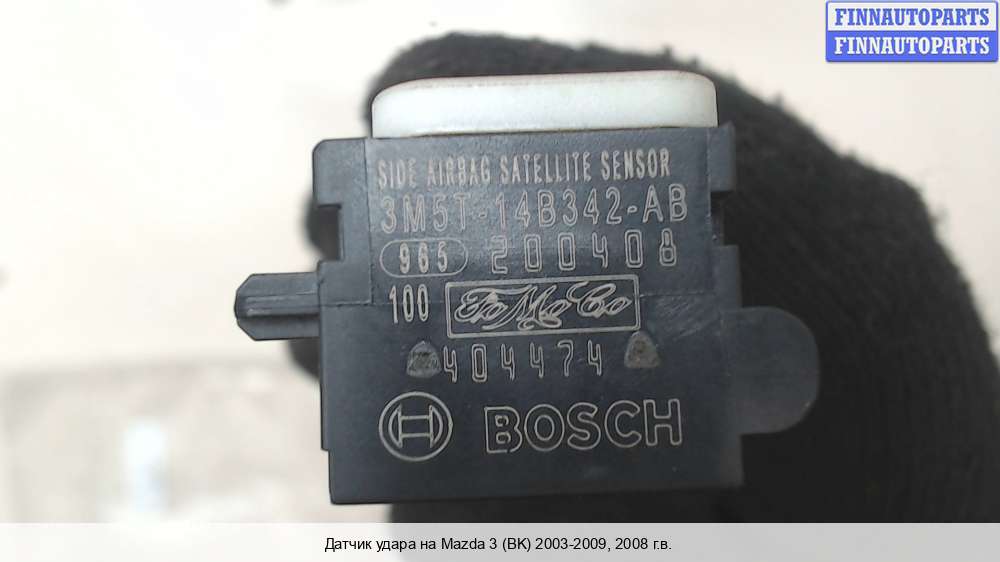 FINNAUTOPARTS
FINNAUTOPARTS
SIDE AIRBAG SATELLITE SENSOR
3M5T-14B342-AB
965 200408
100 FoMoCo
404474
BOSCH
Датчик удара на Mazda 3 (BK) 2003-2009, 2008 г.в.